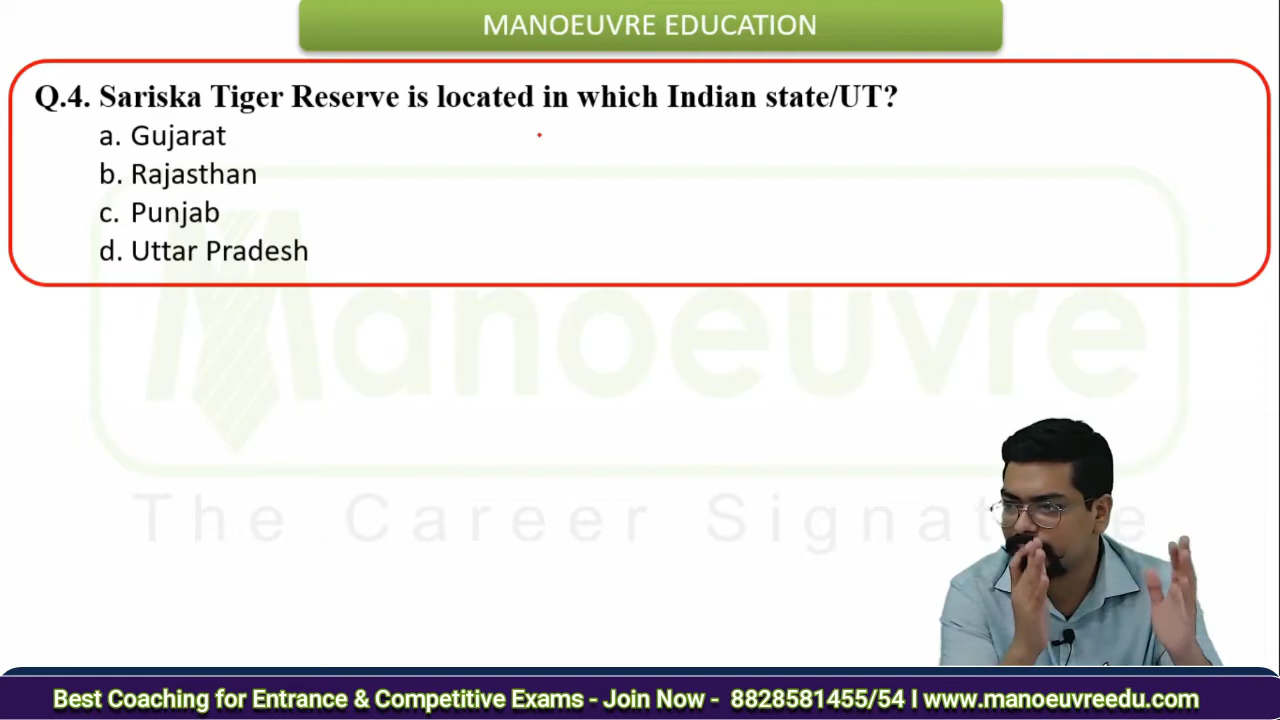 MANOEUVRE EDUCATION
Q.4. Sariska Tiger Reserve is located in which Indian state/UT?
a. Gujarat
b. Rajasthan
c. Punjab
d. Uttar Pradesh
Manoeuvre
The Career Signature
Best Coaching for Entrance & Competitive Exams - Join Now - 8828581455/54 I www.manoeuvreedu.com